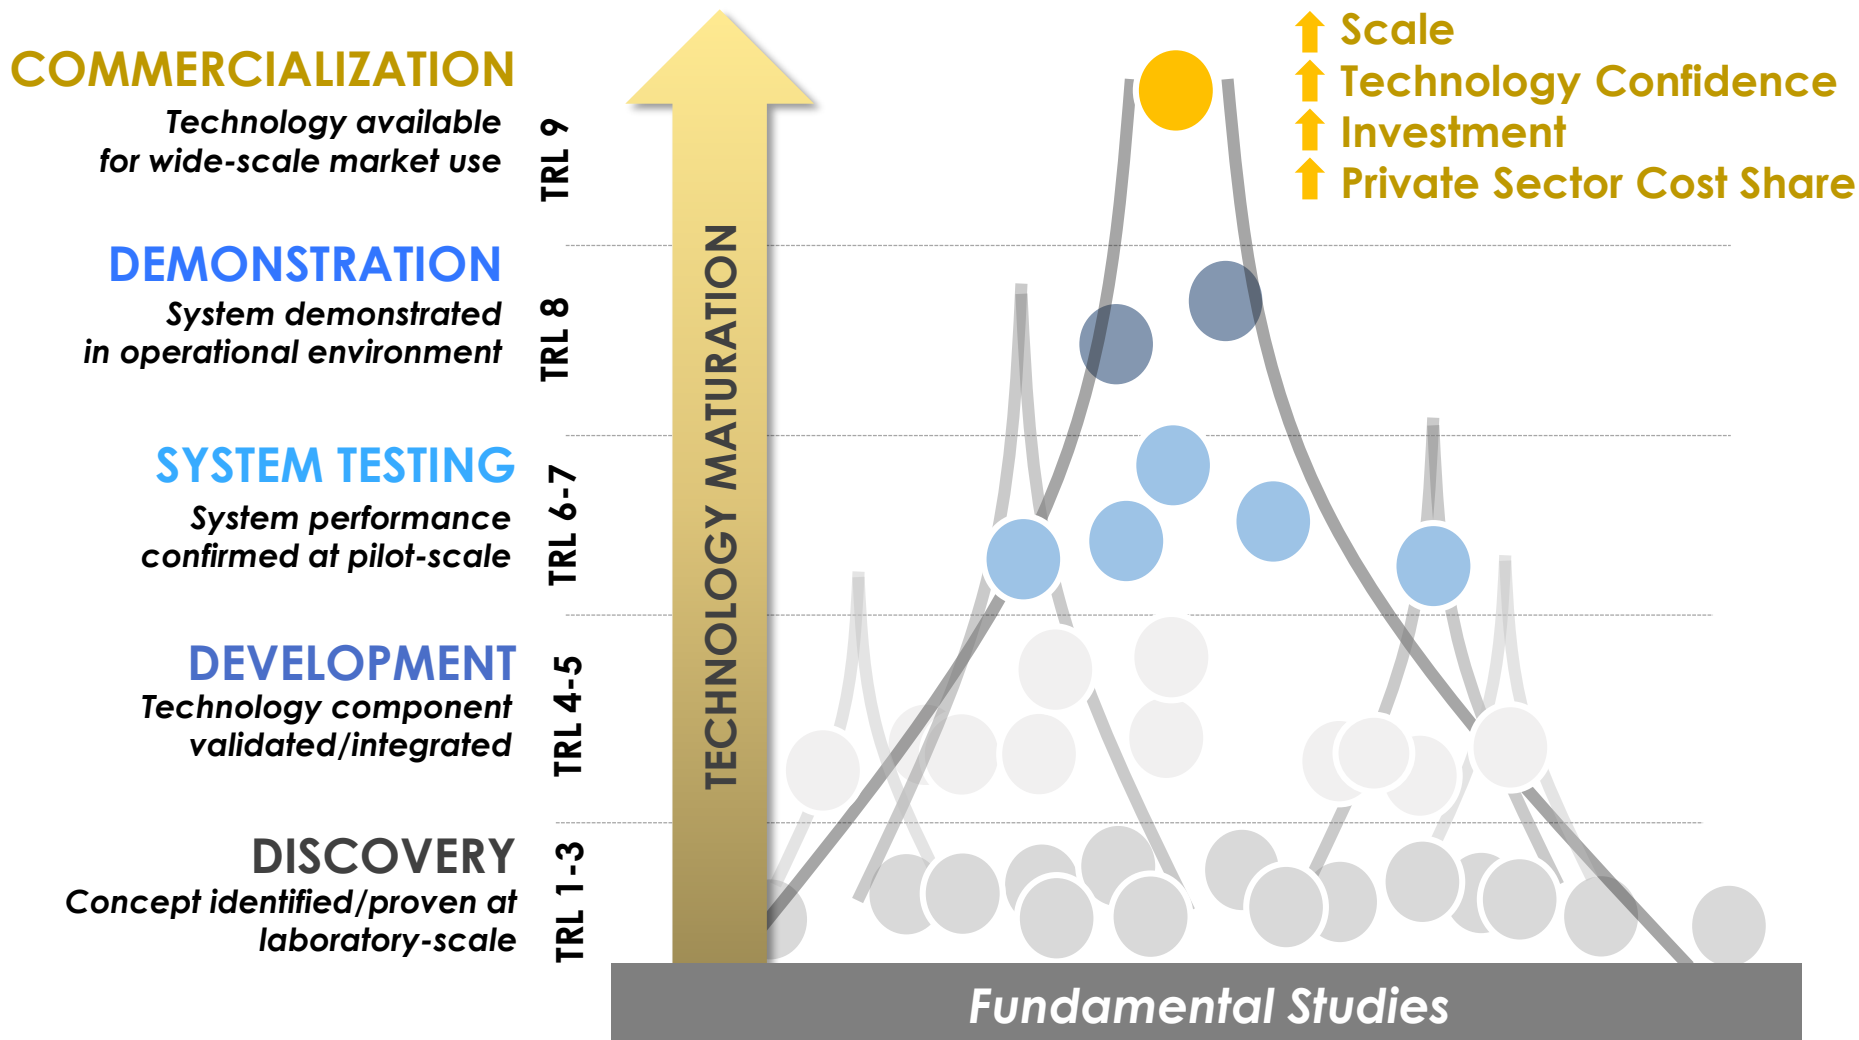 COMMERCIALIZATION
Technology available
for wide-scale market use
TRL 9
DEMONSTRATION
System demonstrated
in operational environment
TRL 8
SYSTEM TESTING
System performance
confirmed at pilot-scale
TRL 6-7
DEVELOPMENT
Technology component
validated/integrated
TRL 4-5
DISCOVERY
Concept identified/proven at
laboratory-scale
TRL 1-3
TECHNOLOGY MATURATION
Scale
Technology Confidence
Investment
Private Sector Cost Share
Fundamental Studies